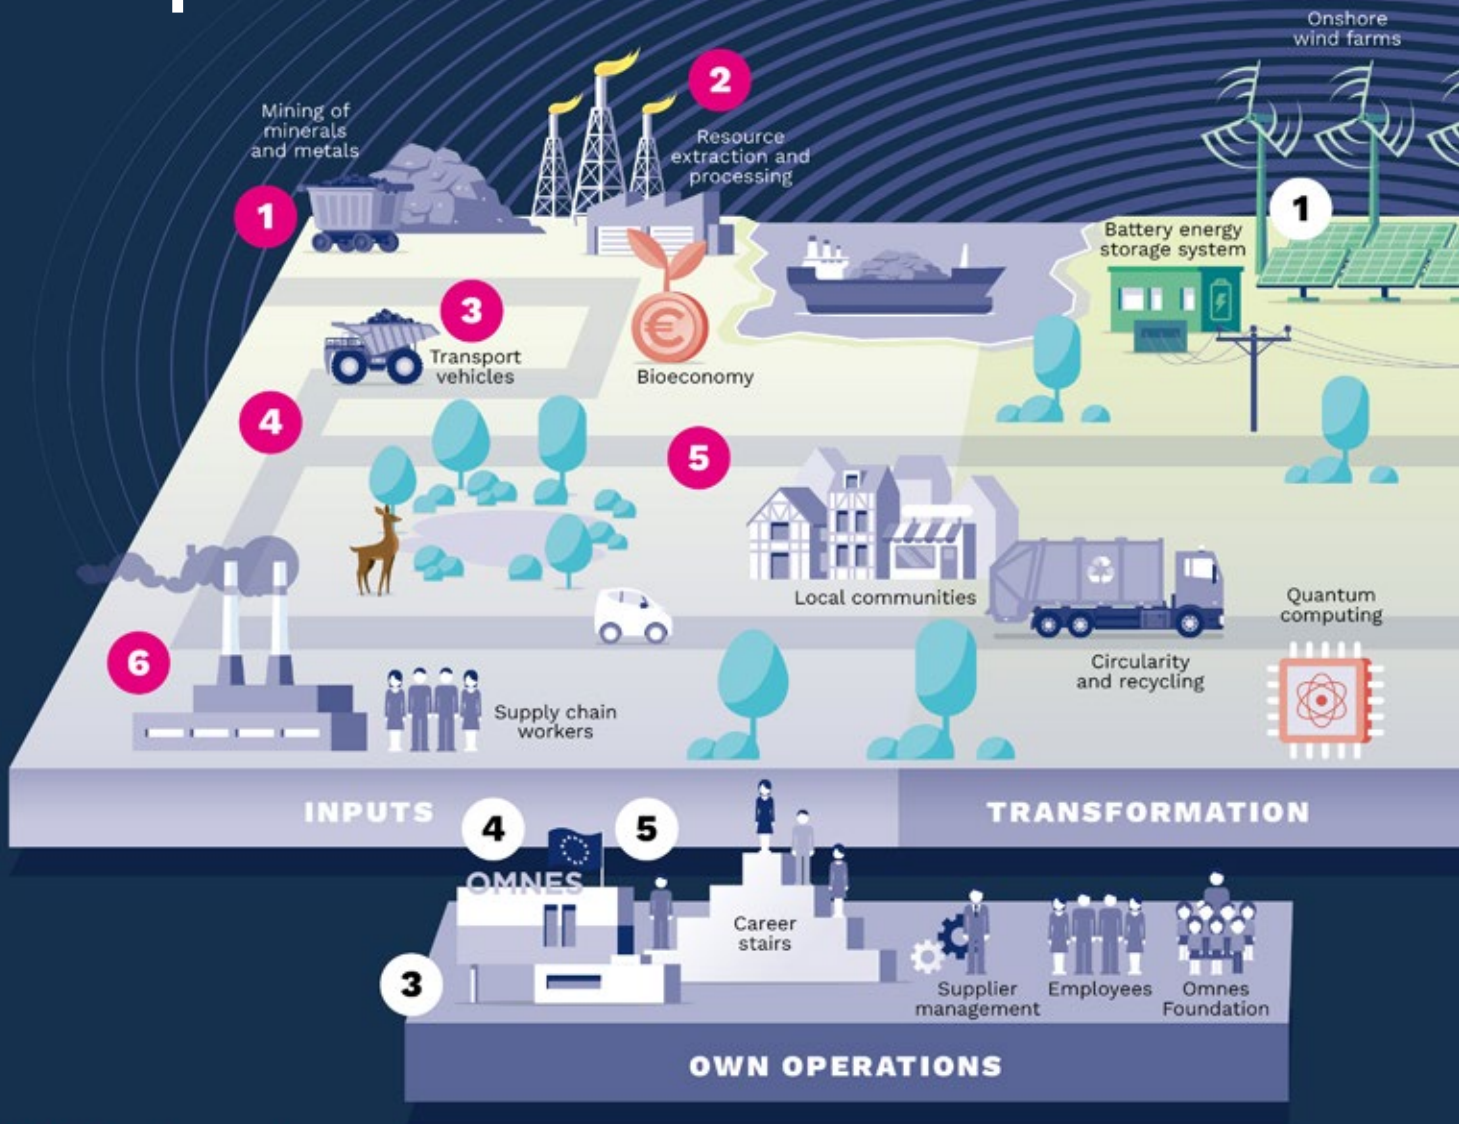 Onshore
wind farms
2
Mining of
minerals
and metals
Resource
extraction and
processing
1
1
Battery energy
storage system
3
€
Transport
vehicles
Bioeconomy
4
5
Local communities
Quantum
computing
6
Circularity
and recycling
Supply chain
workers
INPUTS
TRANSFORMATION
4
5
OMNES
Career
stairs
3
Supplier
management
Employees
Omnes
Foundation
OWN OPERATIONS